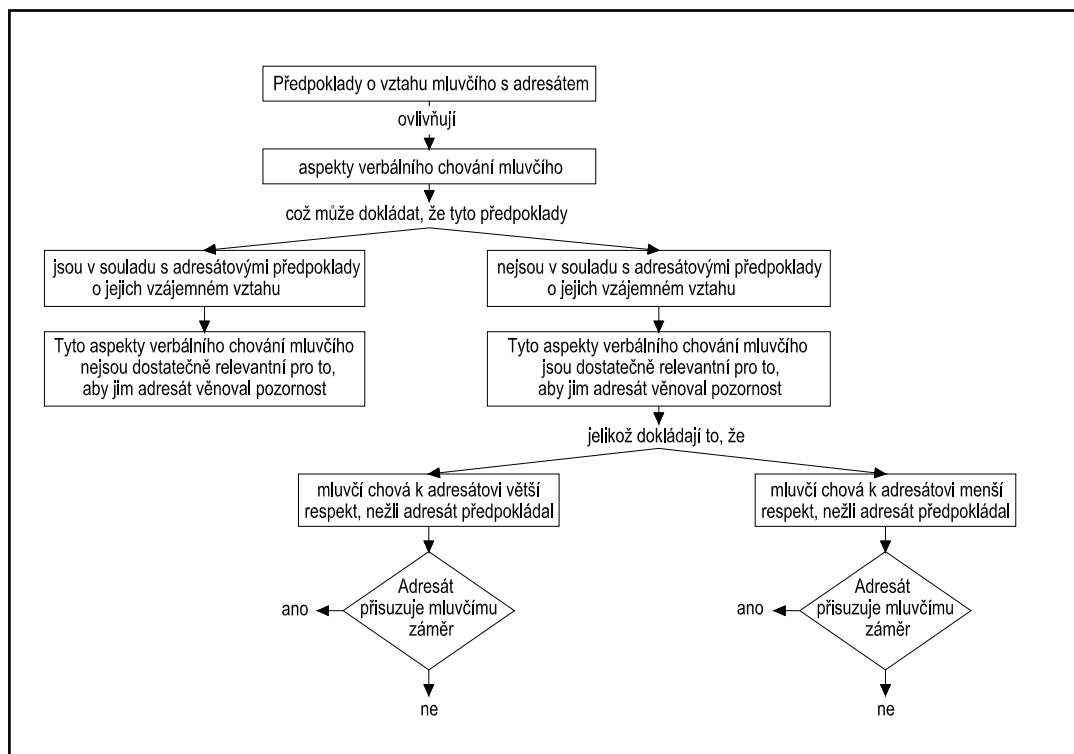 Předpoklady o vztahu mluvčího s adresátem
ovlivňují
aspekty verbálního chování mluvčího
což může dokládat, že tyto předpoklady
jsou v souladu s adresátovými předpoklady
o jejich vzájemném vztahu
nejsou v souladu s adresátovými předpoklady
o jejich vzájemném vztahu
Tyto aspekty verbálního chování mluvčího
nejsou dostatečně relevantní pro to,
aby jim adresát věnoval pozornost
Tyto aspekty verbálního chování mluvčího
jsou dostatečně relevantní pro to,
aby jim adresát věnoval pozornost
jelikož dokládají to, že
mluvčí chová k adresátovi větší
respekt, nežli adresát předpokládal
mluvčí chová k adresátovi menší
respekt, nežli adresát předpokládal
Adresát
přisuzuje mluvčímu
záměr
ano
ne
Adresát
přisuzuje mluvčímu
záměr
ano
ne